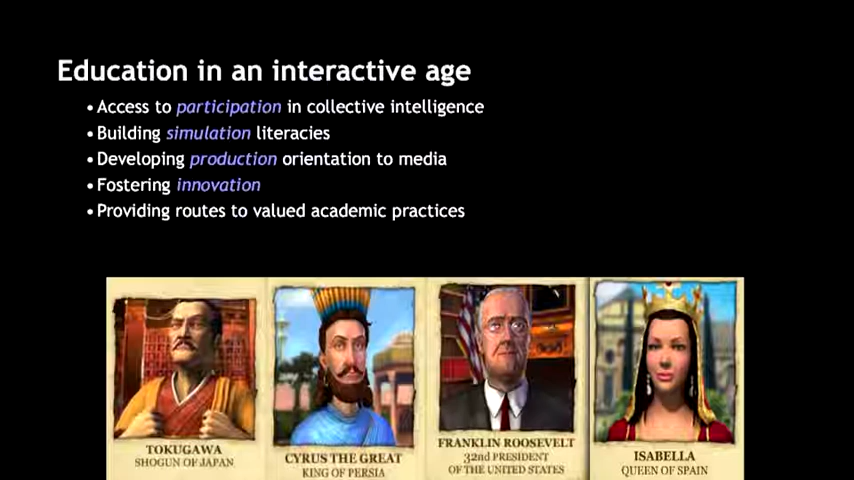 Education in an interactive age
• Access to participation in collective intelligence
• Building simulation literacies
• Developing production orientation to media
• Fostering innovation
• Providing routes to valued academic practices
TOKUGAWA
SHOGUN OF JAPAN
CYRUS THE GREAT
KING OF PERSIA
FRANKLIN ROOSEVELT
32nd PRESIDENT
OF THE UNITED STATES
ISABELLA
QUEEN OF SPAIN